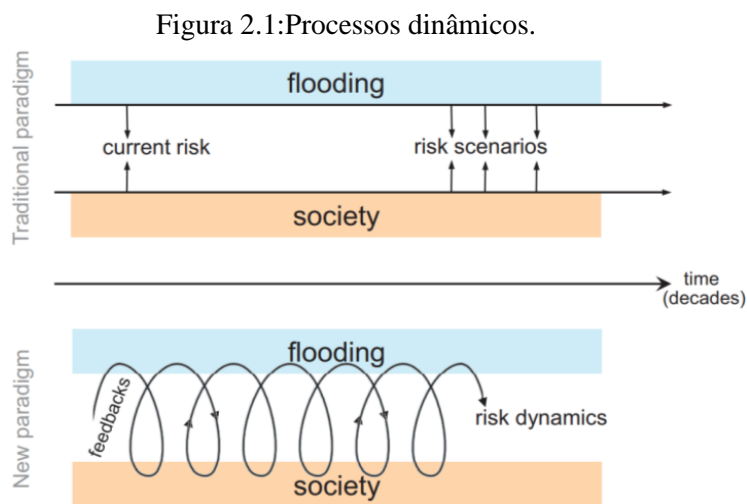 Figura 2.1:Processos dinâmicos.
Traditional paradigm
flooding
current risk
risk scenarios
society
time
(decades)
New paradigm
flooding
feedbacks
risk dynamics
society